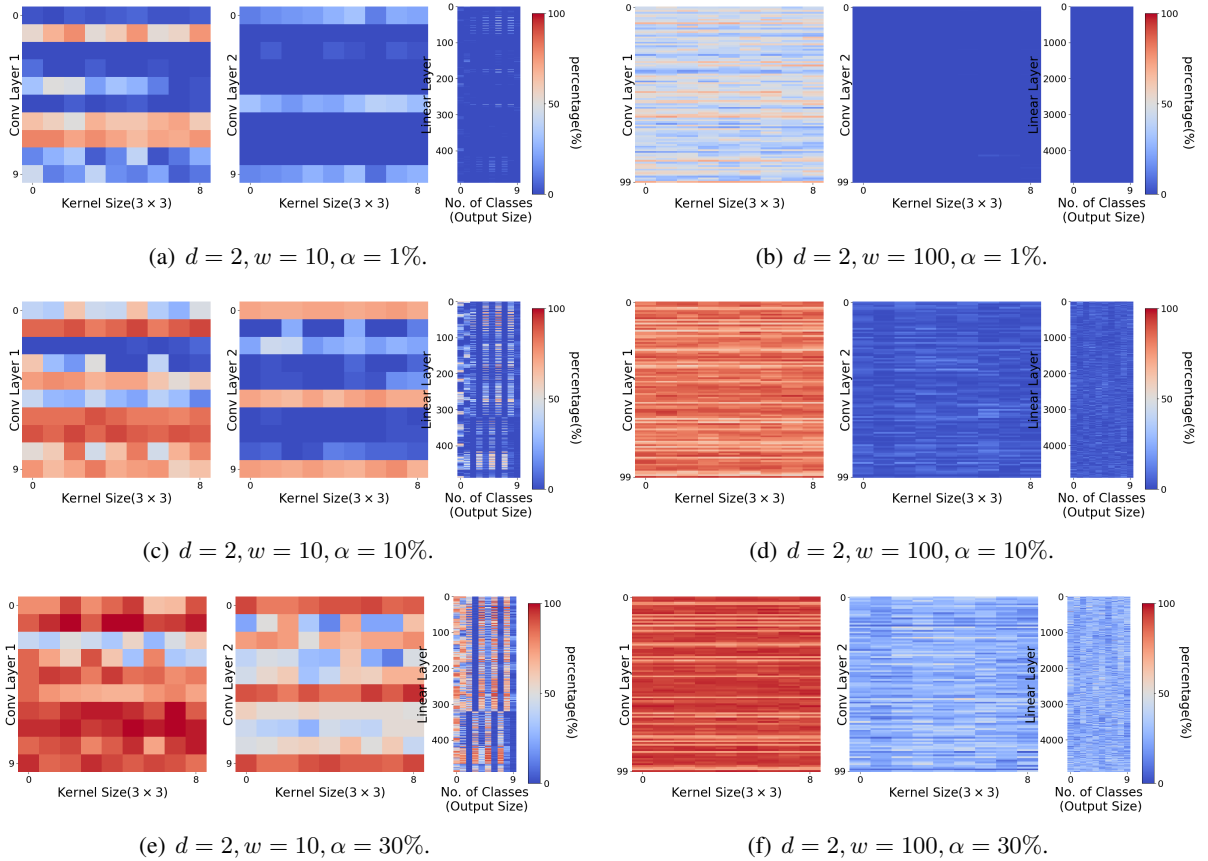 0
9
Conv Layer 1
0
8
Kernel Size(3 × 3)
0
9
Conv Layer 2
0
8
Kernel Size(3 × 3)
0
1000
2000
3000
4000
Linear Layer
0
9
No. of Classes
(Output Size)
100
50
0
percentage(%)
(a) d = 2, w = 10, α = 1%.
0
99
Conv Layer 1
0
8
Kernel Size(3 × 3)
0
99
Conv Layer 2
0
8
Kernel Size(3 × 3)
0
1000
2000
3000
4000
Linear Layer
0
9
No. of Classes
(Output Size)
100
50
0
percentage(%)
(b) d = 2, w = 100, α = 1%.
0
9
Conv Layer 1
0
8
Kernel Size(3 × 3)
0
9
Conv Layer 2
0
8
Kernel Size(3 × 3)
0
100
200
300
400
Linear Layer
0
9
No. of Classes
(Output Size)
100
50
0
percentage(%)
(c) d = 2, w = 10, α = 10%.
0
99
Conv Layer 1
0
8
Kernel Size(3 × 3)
0
99
Conv Layer 2
0
8
Kernel Size(3 × 3)
0
1000
2000
3000
4000
Linear Layer
0
9
No. of Classes
(Output Size)
100
50
0
percentage(%)
(d) d = 2, w = 100, α = 10%.
0
9
Conv Layer 1
0
8
Kernel Size(3 × 3)
0
9
Conv Layer 2
0
8
Kernel Size(3 × 3)
0
100
200
300
400
Linear Layer
0
9
No. of Classes
(Output Size)
100
50
0
percentage(%)
(e) d = 2, w = 10, α = 30%.
0
99
Conv Layer 1
0
8
Kernel Size(3 × 3)
0
99
Conv Layer 2
0
8
Kernel Size(3 × 3)
0
1000
2000
3000
4000
Linear Layer
0
9
No. of Classes
(Output Size)
100
50
0
percentage(%)
(f) d = 2, w = 100, α = 30%.